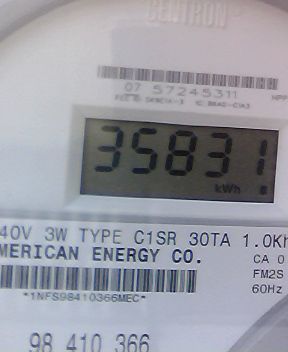 CENTRON
07 57245311
35831
kWh
40V 3W TYPE C1SR 30TA 1.0Kh
MERICAN ENERGY CO.
CA 0
FM2S
60Hz
*1NFS98410366MEC*
98 410 366